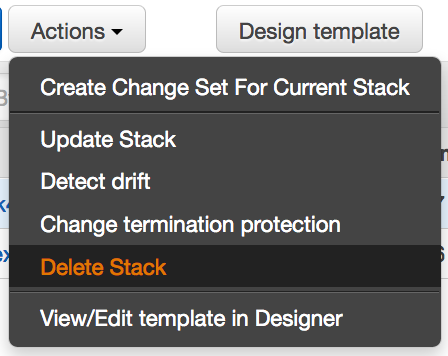 Actions
Design template
Create Change Set For Current Stack
Update Stack
Detect drift
Change termination protection
Delete Stack
View/Edit template in Designer